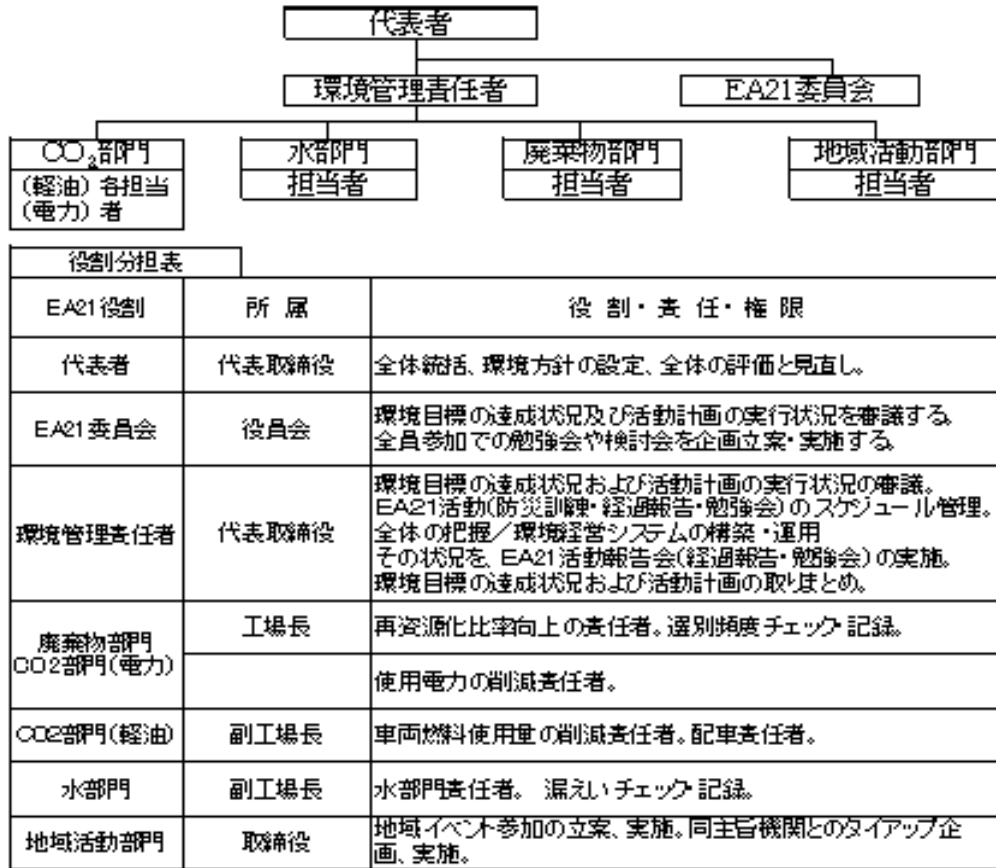 代表者
環境管理責任者 EA21委員会
CO₂部門 水部門 廃棄物部門 地域活動部門
(軽油) 各担当 担当者 担当者 担当者
(電力) 者
役割分担表
EA21役割 所 属 役 割・責 任・権 限
代表者 代表取締役 全体統括、環境方針の設定、全体の評価と見直し。
EA21委員会 役員会 環境目標の達成状況及び活動計画の実行状況を審議する。
全員参加での勉強会や検討会を企画立案・実施する。
環境管理責任者 代表取締役 環境目標の達成状況および活動計画の実行状況の審議。
EA21活動(防災訓練・経過報告・勉強会)のスケジュール管理。
全体の把握/環境経営システムの構築・運用
その状況を、EA21活動報告会(経過報告・勉強会)の実施。
環境目標の達成状況および活動計画の取りまとめ。
廃棄物部門 工場長 再資源化比率向上の責任者。選別頻度チェック・記録。
CO2部門(電力) 使用電力の削減責任者。
CO2部門(軽油) 副工場長 車両燃料使用量の削減責任者。配車責任者。
水部門 副工場長 水部門責任者。 漏えいチェック・記録。
地域活動部門 取締役 地域イベント参加の立案、実施。同主旨機関とのタイアップ企
画、実施。